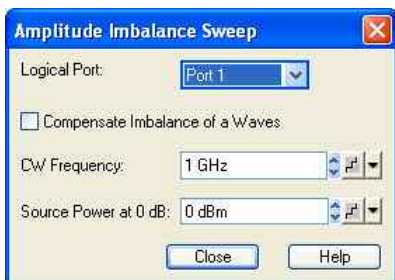 Amplitude Imbalance Sweep
Logical Port: Port 1
Compensate Imbalance of a Waves
CW Frequency: 1 GHz
Source Power at 0 dB: 0 dBm
Close Help